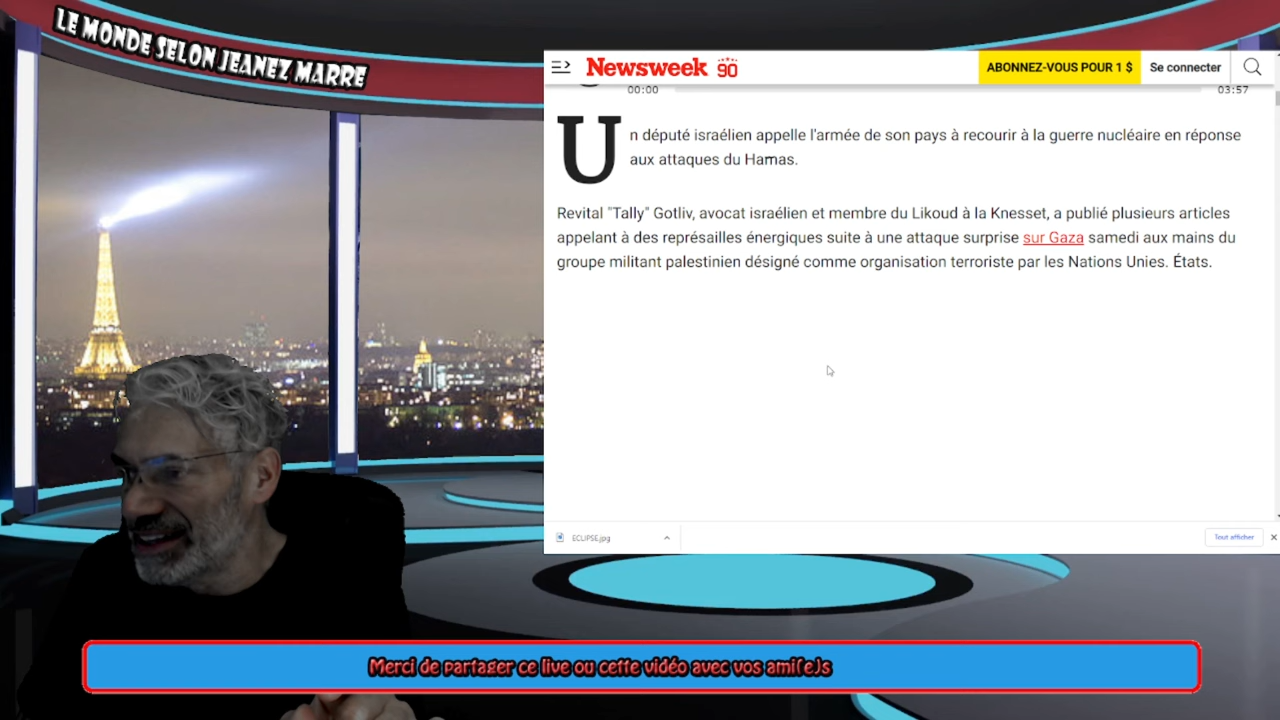 LE MONDE SELON JEANEZ MARRE
Newsweek 90
ABONNEZ-VOUS POUR 1 $
Se connecter
00:00
03:57
Un député israélien appelle l'armée de son pays à recourir à la guerre nucléaire en réponse
aux attaques du Hamas.
Revital "Tally" Gotliv, avocat israélien et membre du Likoud à la Knesset, a publié plusieurs articles
appelant à des représailles énergiques suite à une attaque surprise sur Gaza samedi aux mains du
groupe militant palestinien désigné comme organisation terroriste par les Nations Unies. États.
ECLIPSE.jpg
Tout afficher
Merci de partager ce live ou cette vidéo avec vos ami(e)s